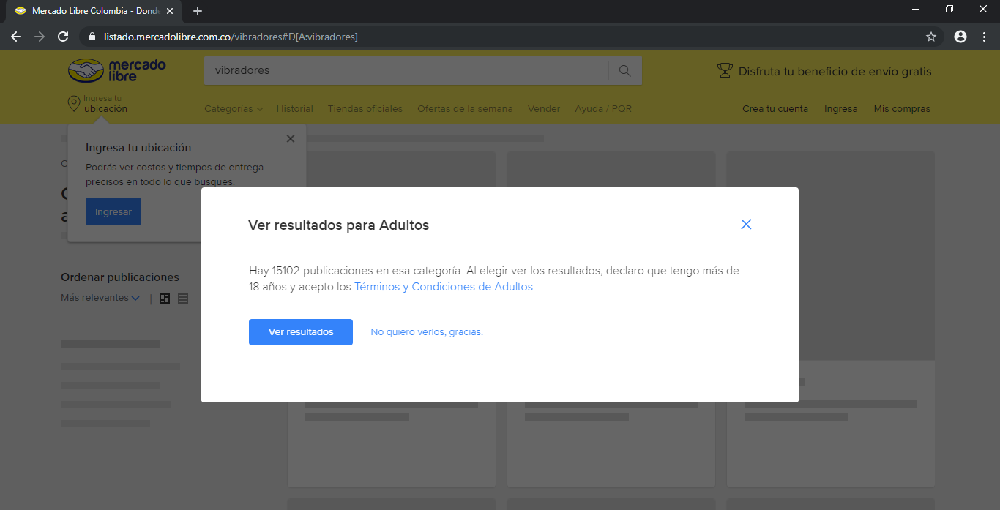 Mercado Libre Colombia - Donde
listado.mercadolibre.com.co/vibradores#D[A:vibradores]
mercado
libre
vibradores
Disfruta tu beneficio de envío gratis
Ingresa tu
ubicación
Categorías
Historial
Tiendas oficiales
Ofertas de la semana
Vender
Ayuda / PQR
Crea tu cuenta
Ingresa
Mis compras
Ingresa tu ubicación
Podrás ver costos y tiempos de entrega
precisos en todo lo que busques.
Ingresar
Ver resultados para Adultos
Hay 15102 publicaciones en esa categoría. Al elegir ver los resultados, declaro que tengo más de
18 años y acepto los Términos y Condiciones de Adultos.
Ver resultados
No quiero verlos, gracias.
Ordenar publicaciones
Más relevantes